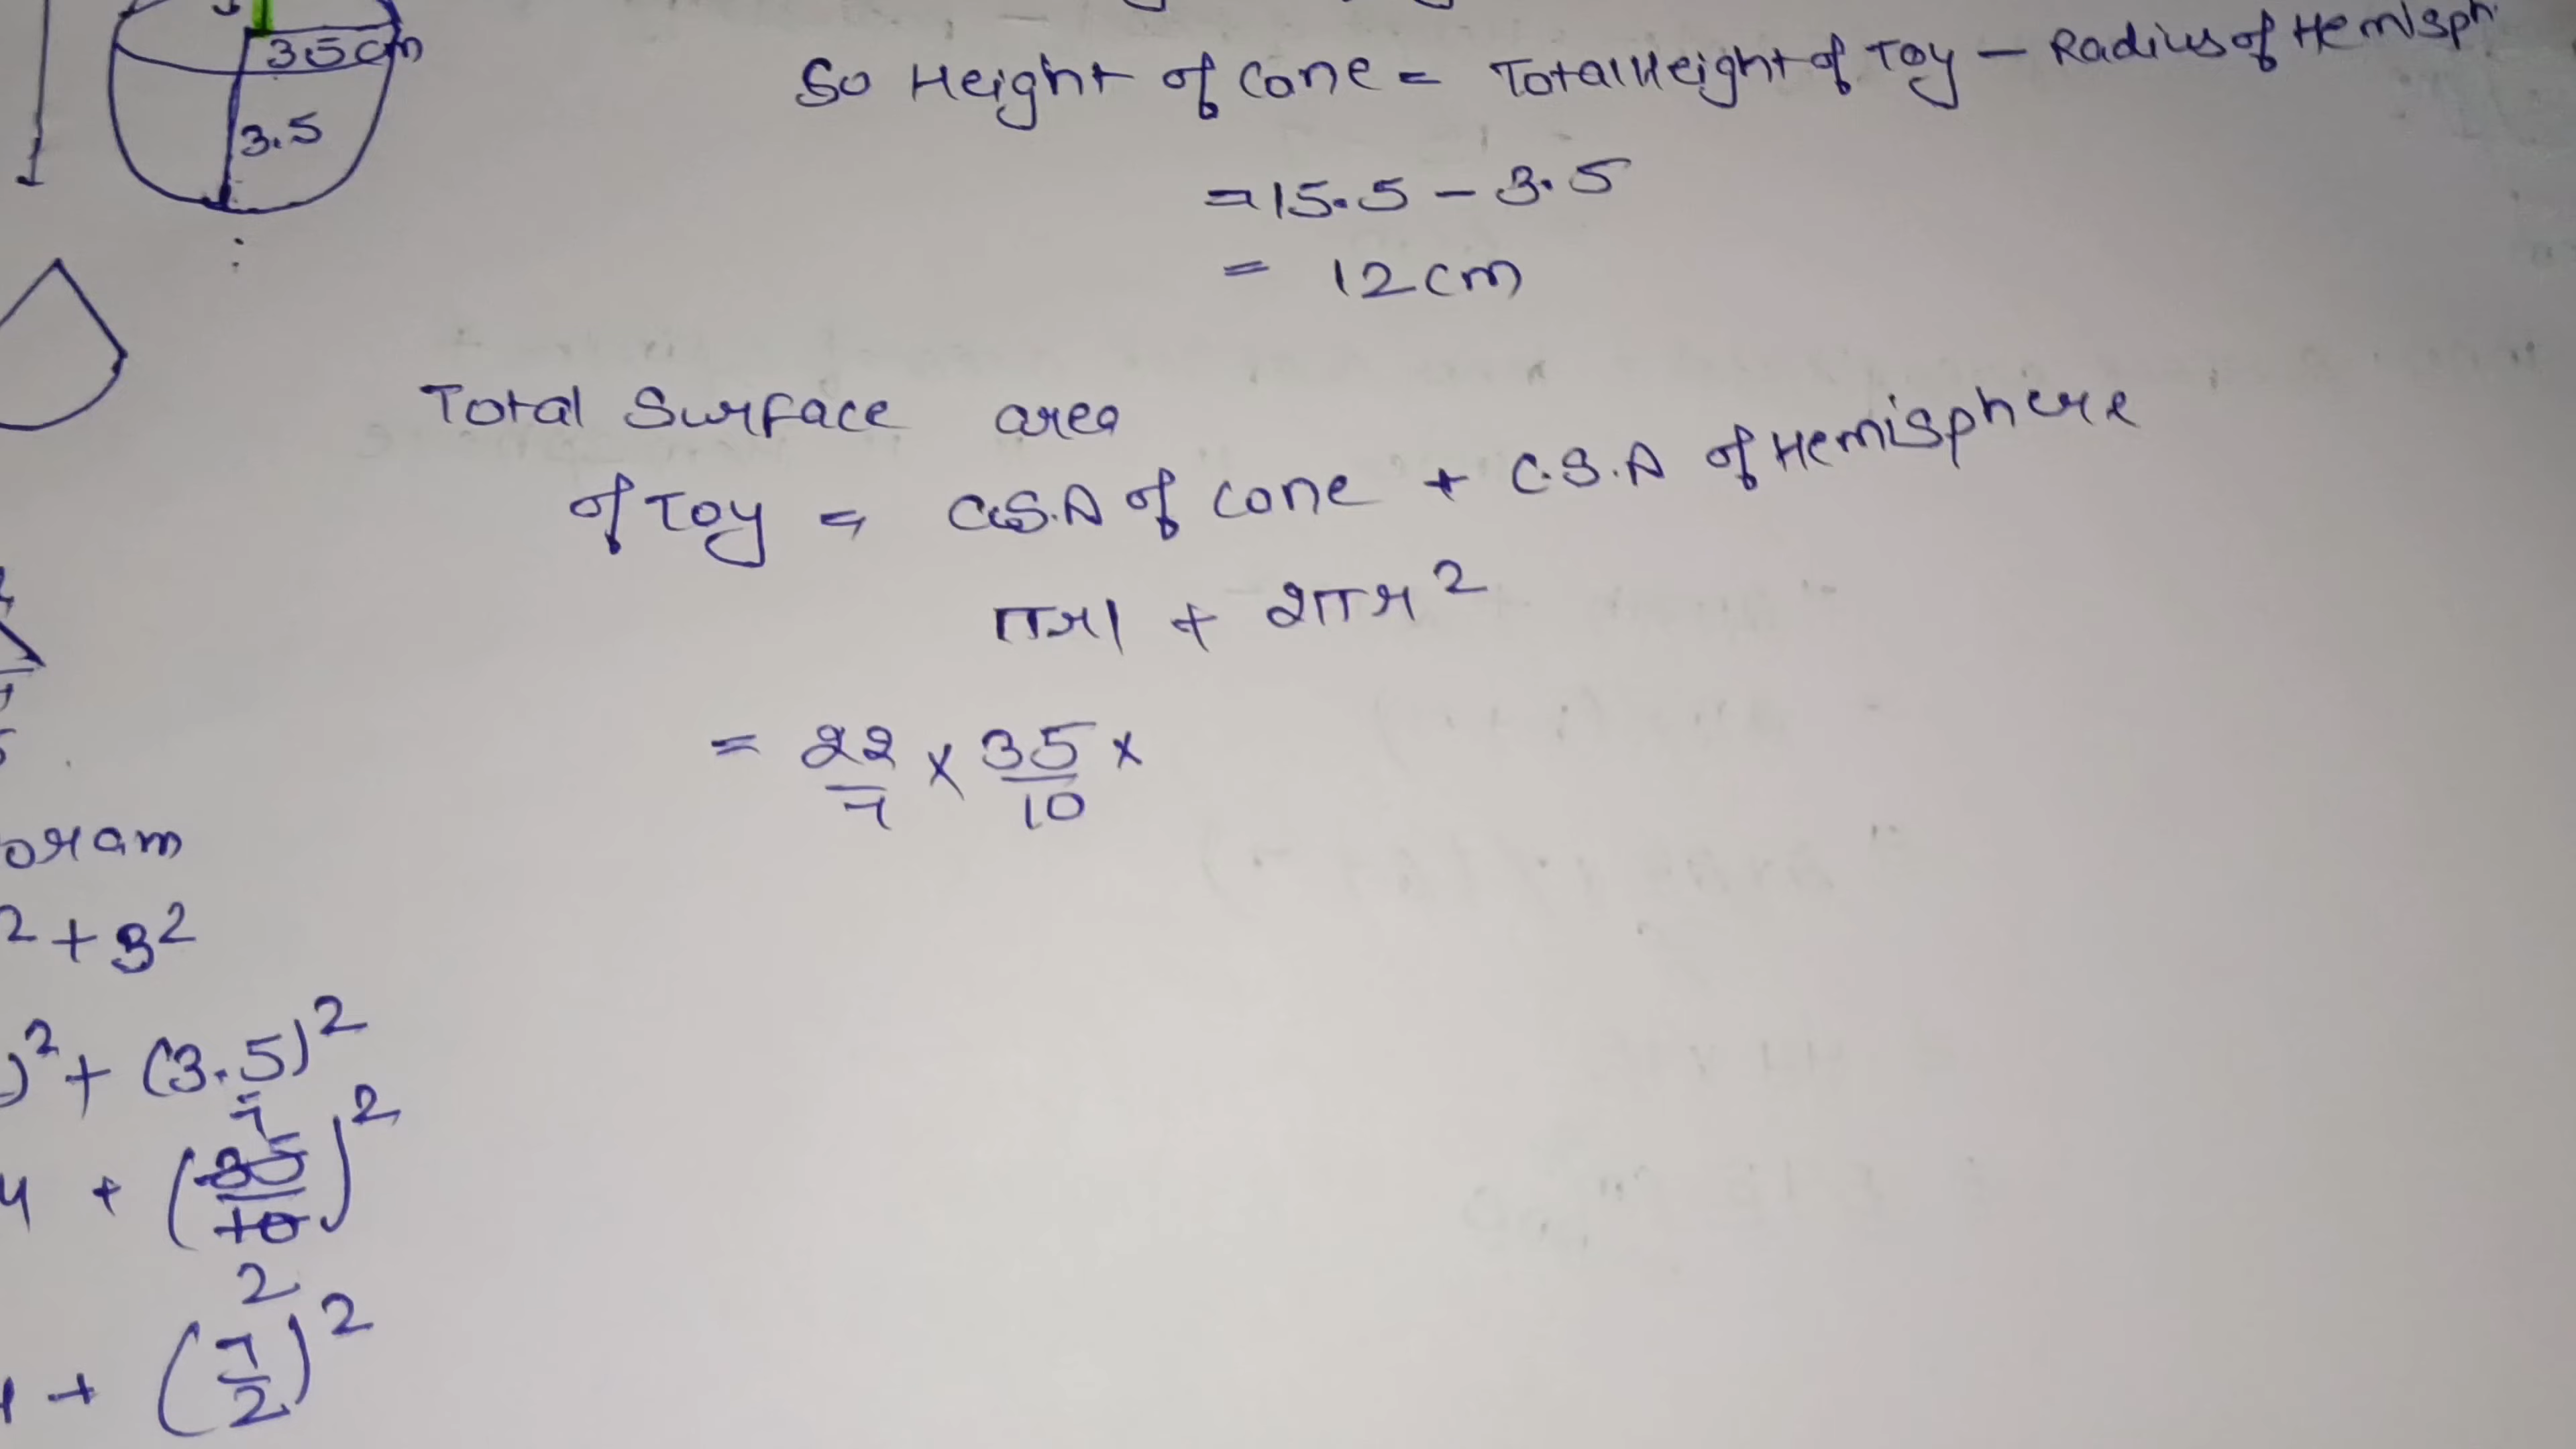 3.5cm
3.5
So Height of Cone = Total Height of Toy - Radius of Hemisph
= 15.5 - 3.5
= 12 cm
Total Surface area
of Toy = C.S.A of Cone + C.S.A of Hemisphere
πrl + 2πr²
= 22/7 × 35/10 ×
oram
2 + 3²
)² + (3.5)²
7
4 + (35/10)²
2
+ (7/2)²